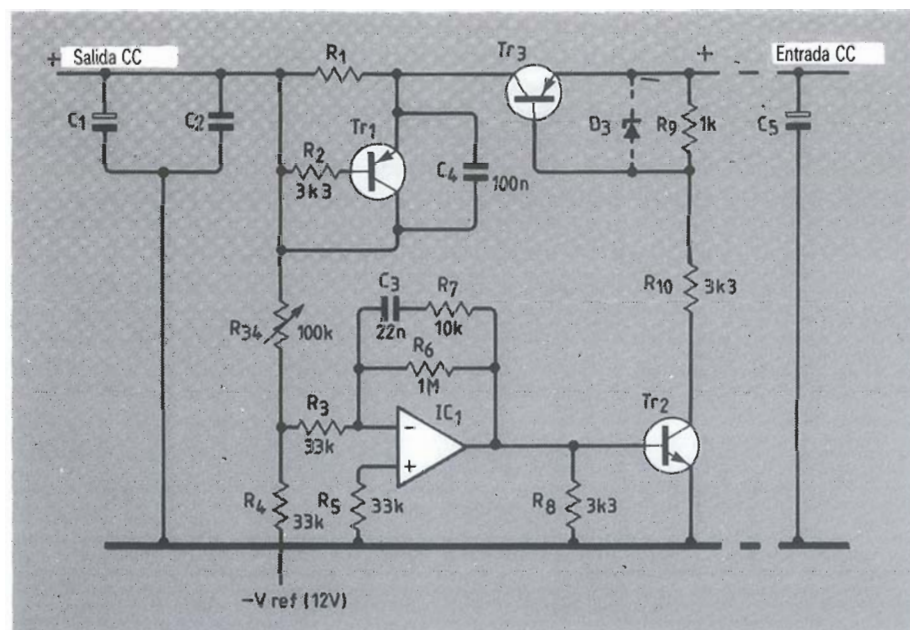 + Salida CC
R1
Tr3
+
Entrada CC
C1
C2
Tr1
R2
3k3
C4
100n
D3
R9
1k
C5
C3
22n
R7
10k
R10
3k3
R34
100k
R6
1M
R3
33k
IC1
-
+
Tr2
R4
33k
R5
33k
R8
3k3
-V ref (12V)